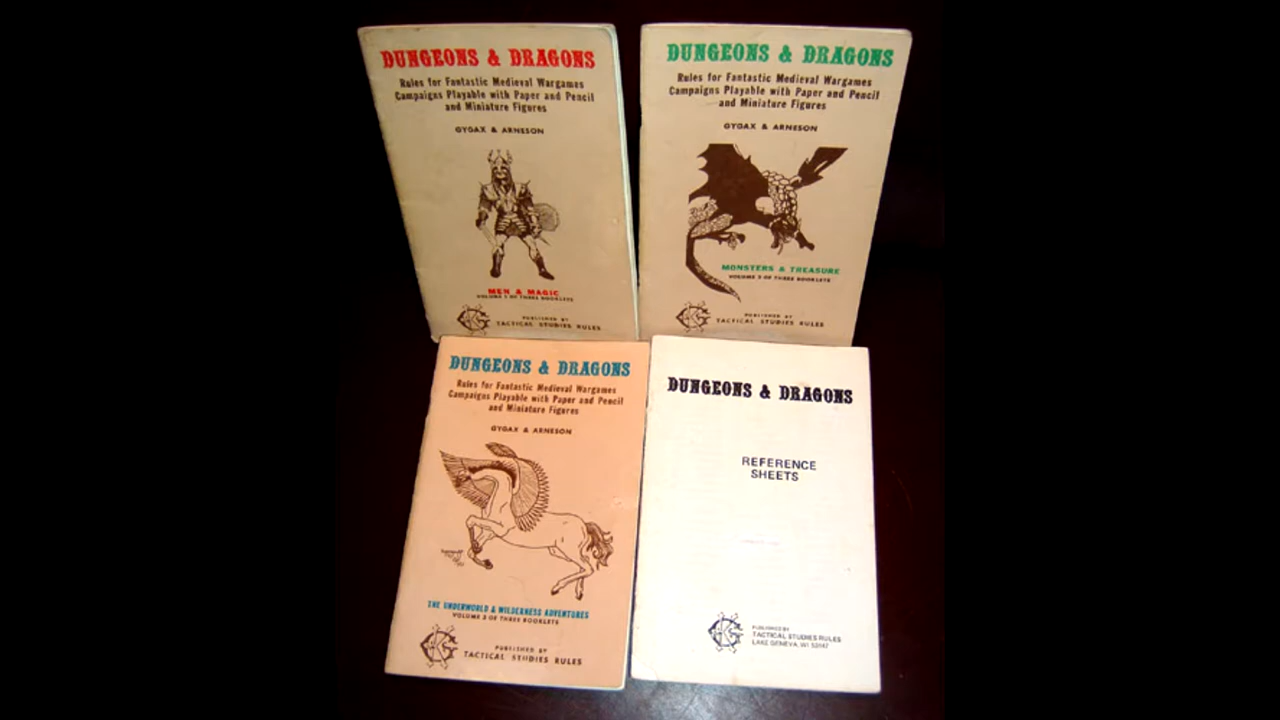 DUNGEONS & DRAGONS
Rules for Fantastic Medieval Wargames
Campaigns Playable with Paper and Pencil
and Miniature Figures
GYGAX & ARNESON
MEN & MAGIC
VOLUME 1 OF THREE BOOKLETS
PUBLISHED BY
TACTICAL STUDIES RULES
DUNGEONS & DRAGONS
Rules for Fantastic Medieval Wargames
Campaigns Playable with Paper and Pencil
and Miniature Figures
GYGAX & ARNESON
MONSTERS & TREASURE
VOLUME 2 OF THREE BOOKLETS
PUBLISHED BY
TACTICAL STUDIES RULES
DUNGEONS & DRAGONS
Rules for Fantastic Medieval Wargames
Campaigns Playable with Paper and Pencil
and Miniature Figures
GYGAX & ARNESON
THE UNDERWORLD & WILDERNESS ADVENTURES
VOLUME 3 OF THREE BOOKLETS
PUBLISHED BY
TACTICAL STUDIES RULES
DUNGEONS & DRAGONS
REFERENCE
SHEETS
PUBLISHED BY
TACTICAL STUDIES RULES
LAKE GENEVA, WI 53147